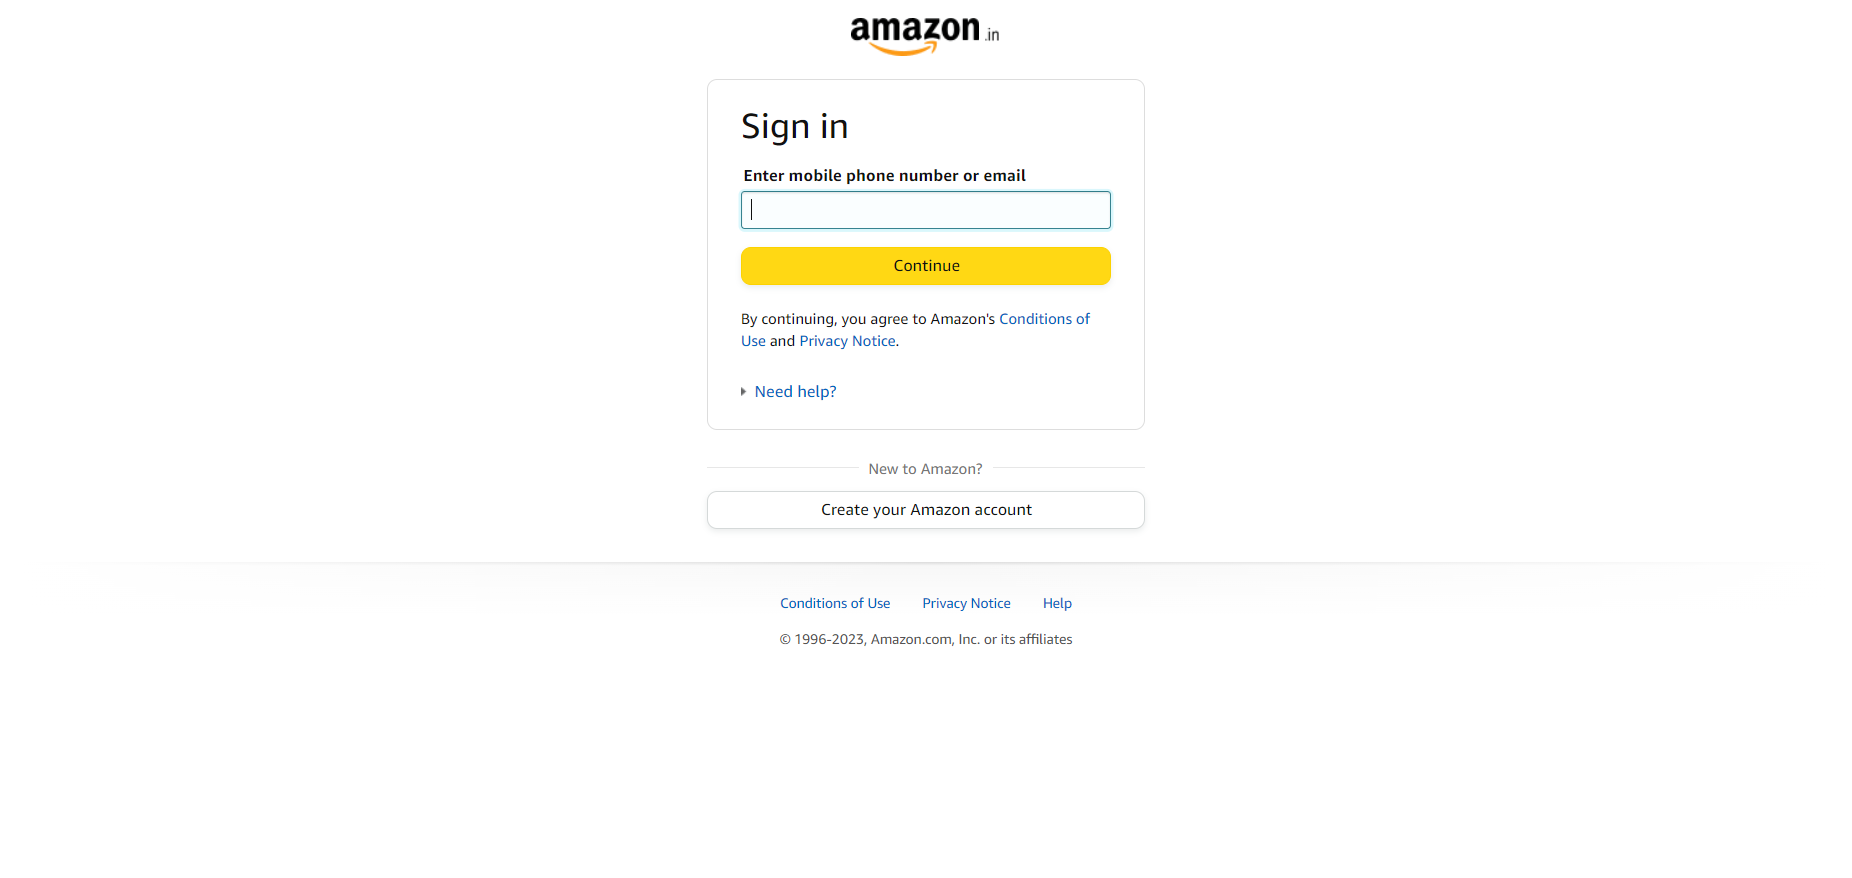 amazon.in
Sign in
Enter mobile phone number or email
Continue
By continuing, you agree to Amazon's Conditions of
Use and Privacy Notice.
Need help?
New to Amazon?
Create your Amazon account
Conditions of Use Privacy Notice Help
© 1996-2023, Amazon.com, Inc. or its affiliates